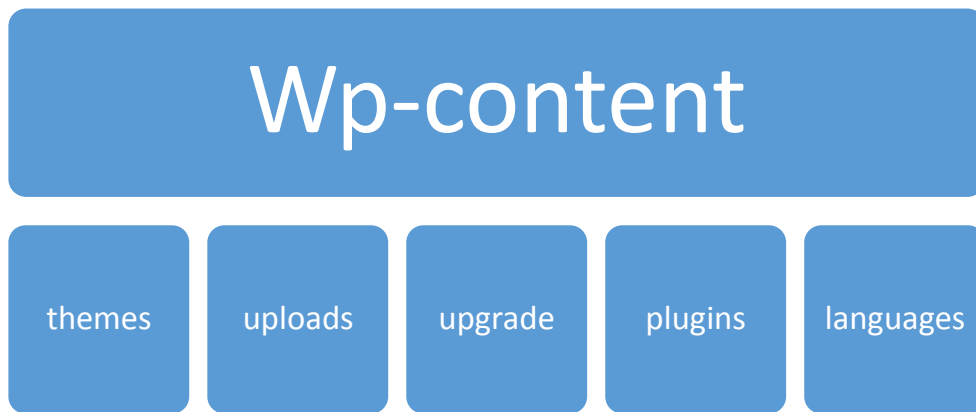 Wp-content
themes
uploads
upgrade
plugins
languages